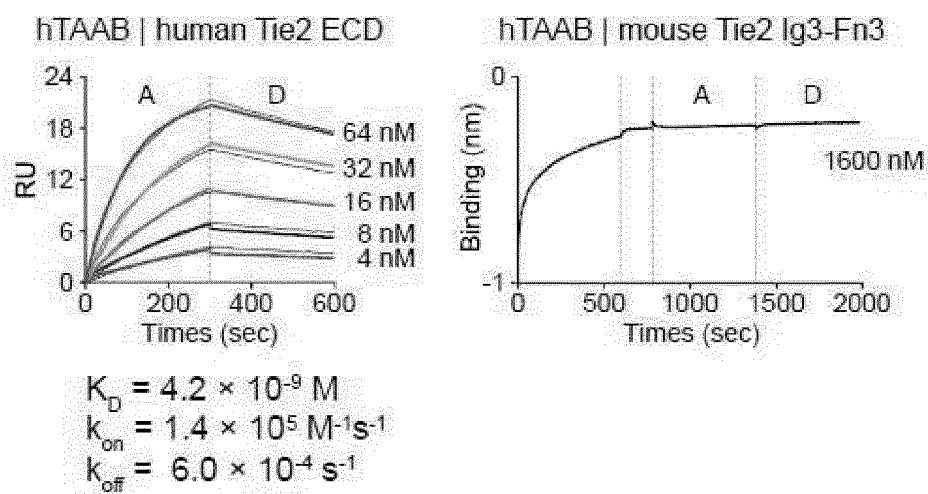 hTAAB | human Tie2 ECD
24
18
12
6
0
RU
A
D
64 nM
32 nM
16 nM
8 nM
4 nM
0
200
400
600
Times (sec)
K_D = 4.2 × 10⁻⁹ M
k_on = 1.4 × 10⁵ M⁻¹s⁻¹
k_off = 6.0 × 10⁻⁴ s⁻¹
hTAAB | mouse Tie2 Ig3-Fn3
0
-1
Binding (nm)
A
D
1600 nM
0
500
1000
1500
2000
Times (sec)